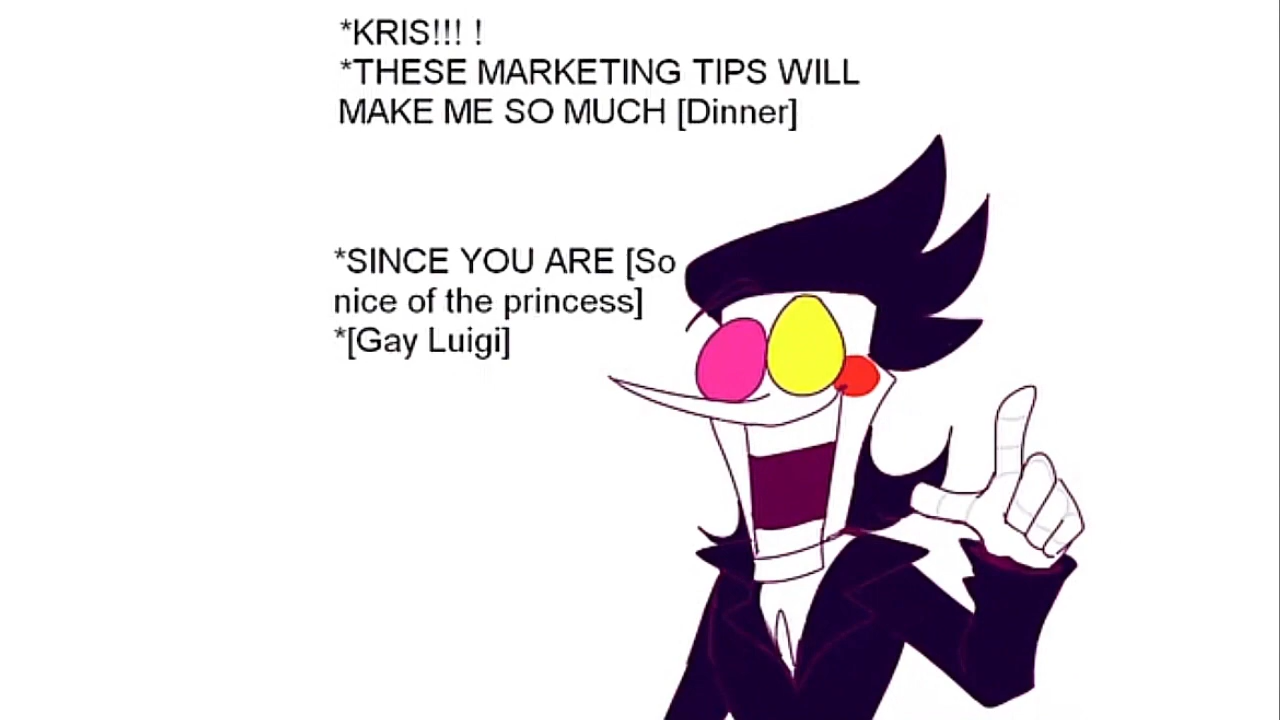 *KRIS!!! !
*THESE MARKETING TIPS WILL
MAKE ME SO MUCH [Dinner]
*SINCE YOU ARE [So
nice of the princess]
*[Gay Luigi]